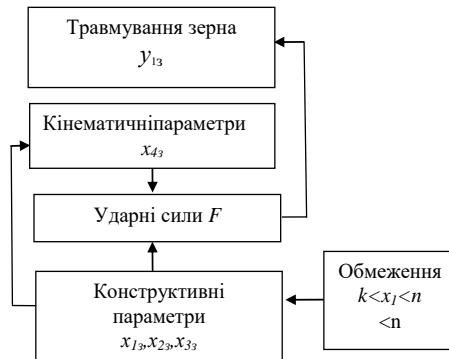 Травмування зерна
y₁₃
Кінематичніпараметри
x₄₃
Ударні сили F
Конструктивні
параметри
x₁₃,x₂₃,x₃₃
Обмеження
k<x₁<n
<n